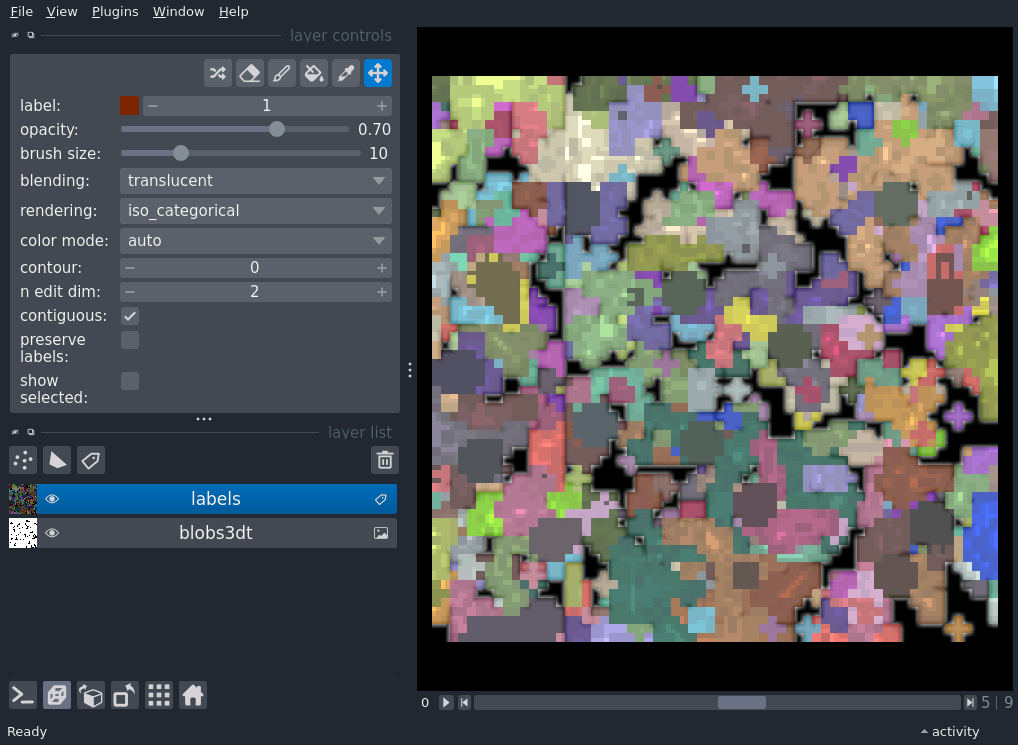 File View Plugins Window Help
layer controls
label: 1
opacity: 0.70
brush size: 10
blending: translucent
rendering: iso_categorical
color mode: auto
contour: 0
n edit dim: 2
contiguous:
preserve
labels:
show
selected:
layer list
labels
blobs3dt
0 5 | 9
Ready activity